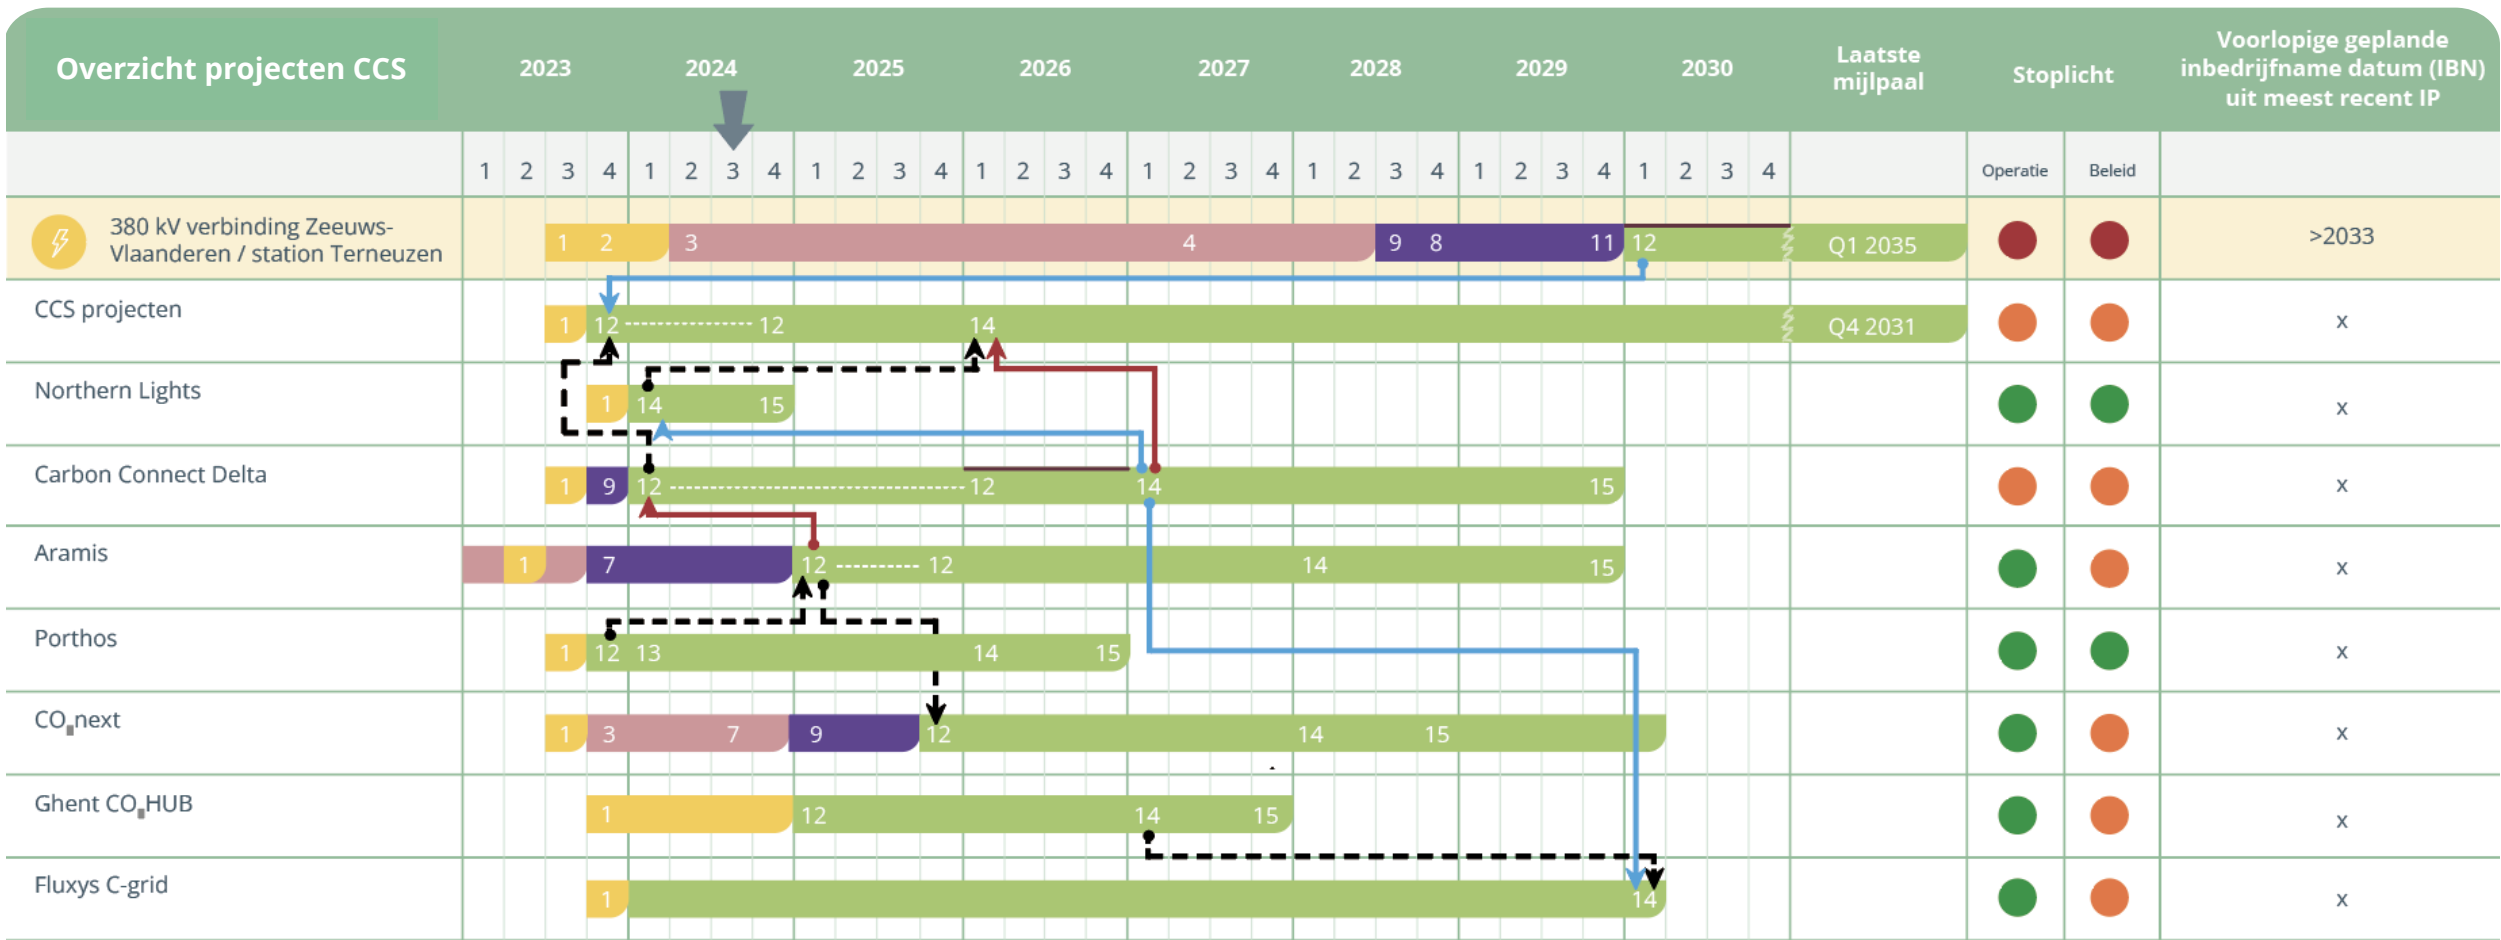 Overzicht projecten CCS
2023 2024 2025 2026 2027 2028 2029 2030
Laatste
mijlpaal
Stoplicht
Voorlopige geplande
inbedrijfname datum (IBN)
uit meest recent IP
1 2 3 4 1 2 3 4 1 2 3 4 1 2 3 4 1 2 3 4 1 2 3 4 1 2 3 4 1 2 3 4 Operatie Beleid
380 kV verbinding Zeeuws-
Vlaanderen / station Terneuzen
1 2 3 4 9 8 11 12 Q1 2035 >2033
CCS projecten
1 12 12 14 Q4 2031 x
Northern Lights
1 14 15 x
Carbon Connect Delta
1 9 12 12 14 15 x
Aramis
1 7 12 12 14 15 x
Porthos
1 12 13 14 15 x
CO next
1 3 7 9 12 14 15 x
Ghent CO HUB
1 12 14 15 x
Fluxys C-grid
1 14 x